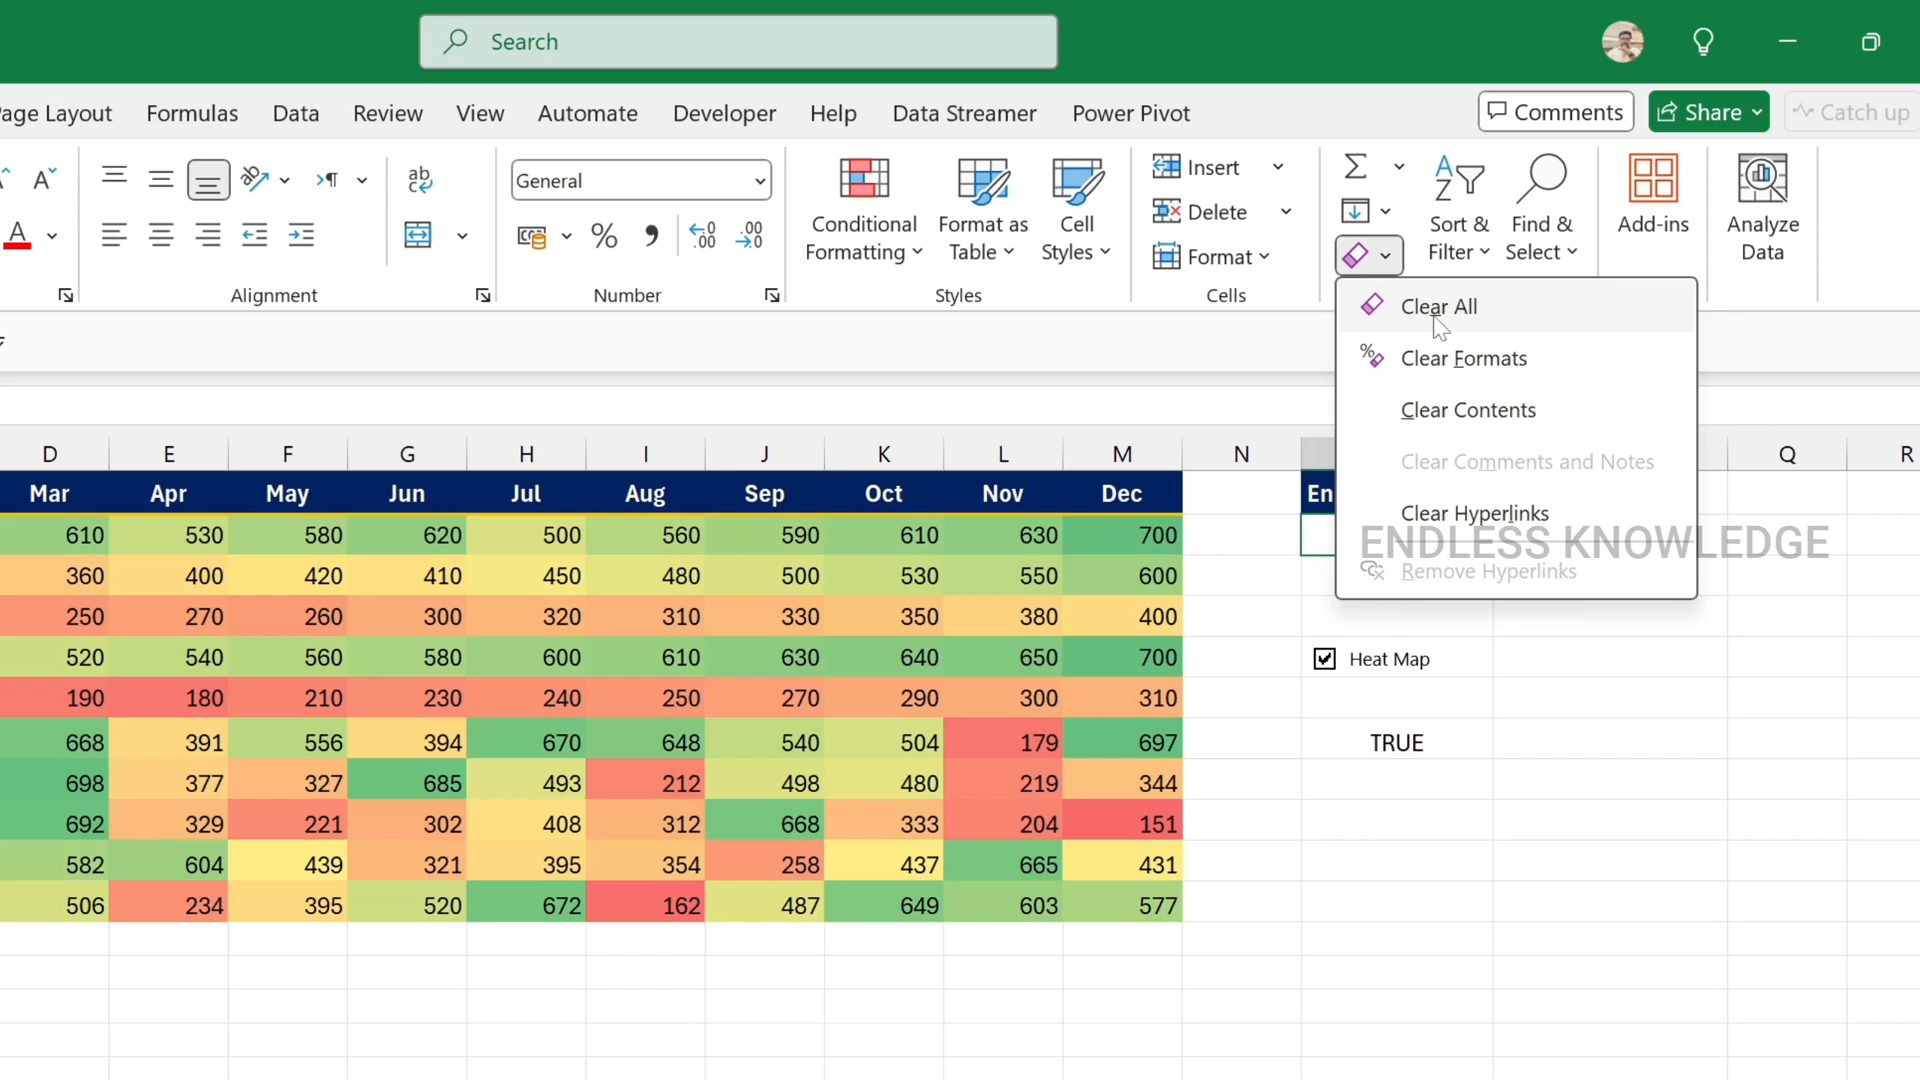 Search
age Layout Formulas Data Review View Automate Developer Help Data Streamer Power Pivot Comments Share Catch up
General
Insert
Delete
Format
Conditional Formatting
Format as Table
Cell Styles
Sort & Filter
Find & Select
Add-ins
Analyze Data
Alignment Number Styles Cells
Clear All
Clear Formats
Clear Contents
Clear Comments and Notes
Clear Hyperlinks
Remove Hyperlinks
ENDLESS KNOWLEDGE
D E F G H I J K L M N Q R
Mar Apr May Jun Jul Aug Sep Oct Nov Dec En
610 530 580 620 500 560 590 610 630 700
360 400 420 410 450 480 500 530 550 600
250 270 260 300 320 310 330 350 380 400
520 540 560 580 600 610 630 640 650 700 Heat Map
190 180 210 230 240 250 270 290 300 310
668 391 556 394 670 648 540 504 179 697 TRUE
698 377 327 685 493 212 498 480 219 344
692 329 221 302 408 312 668 333 204 151
582 604 439 321 395 354 258 437 665 431
506 234 395 520 672 162 487 649 603 577